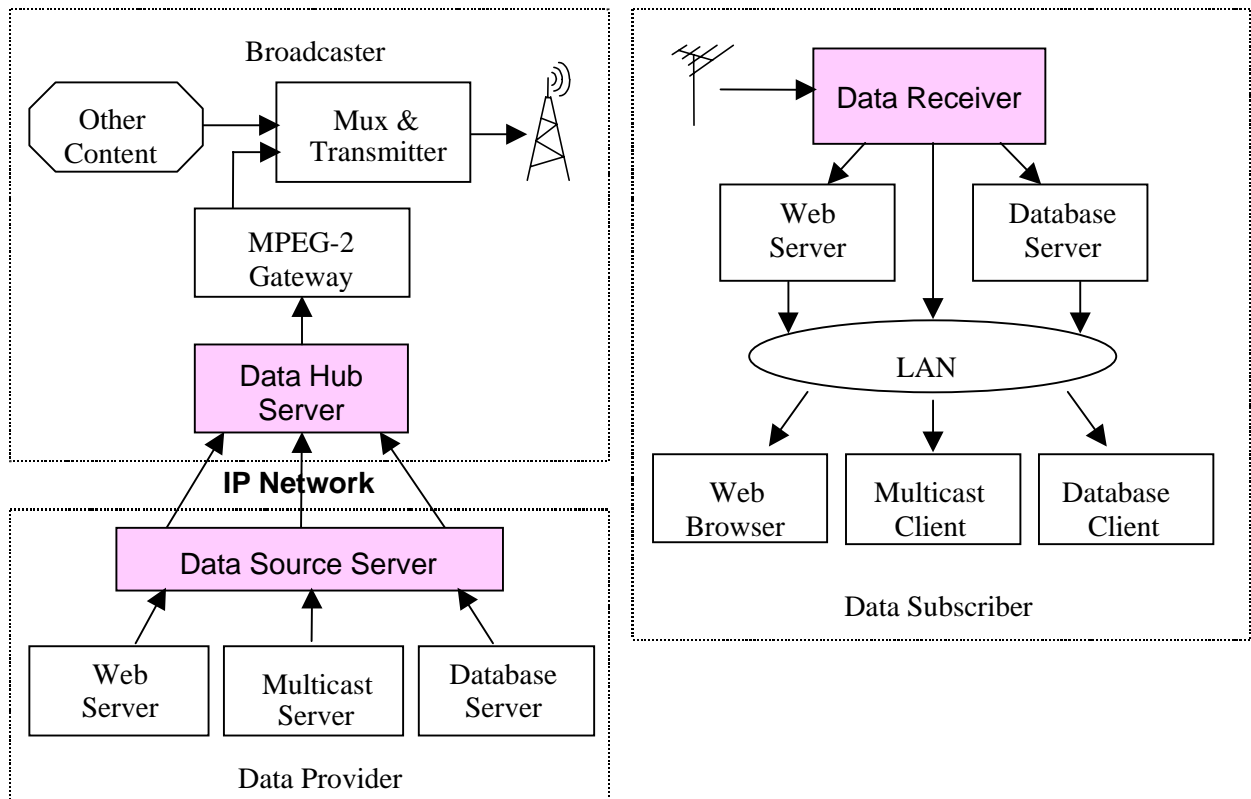 Broadcaster
Other
Content
Mux &
Transmitter
MPEG-2
Gateway
Data Hub
Server
IP Network
Data Source Server
Web
Server
Multicast
Server
Database
Server
Data Provider
Data Receiver
Web
Server
Database
Server
LAN
Web
Browser
Multicast
Client
Database
Client
Data Subscriber